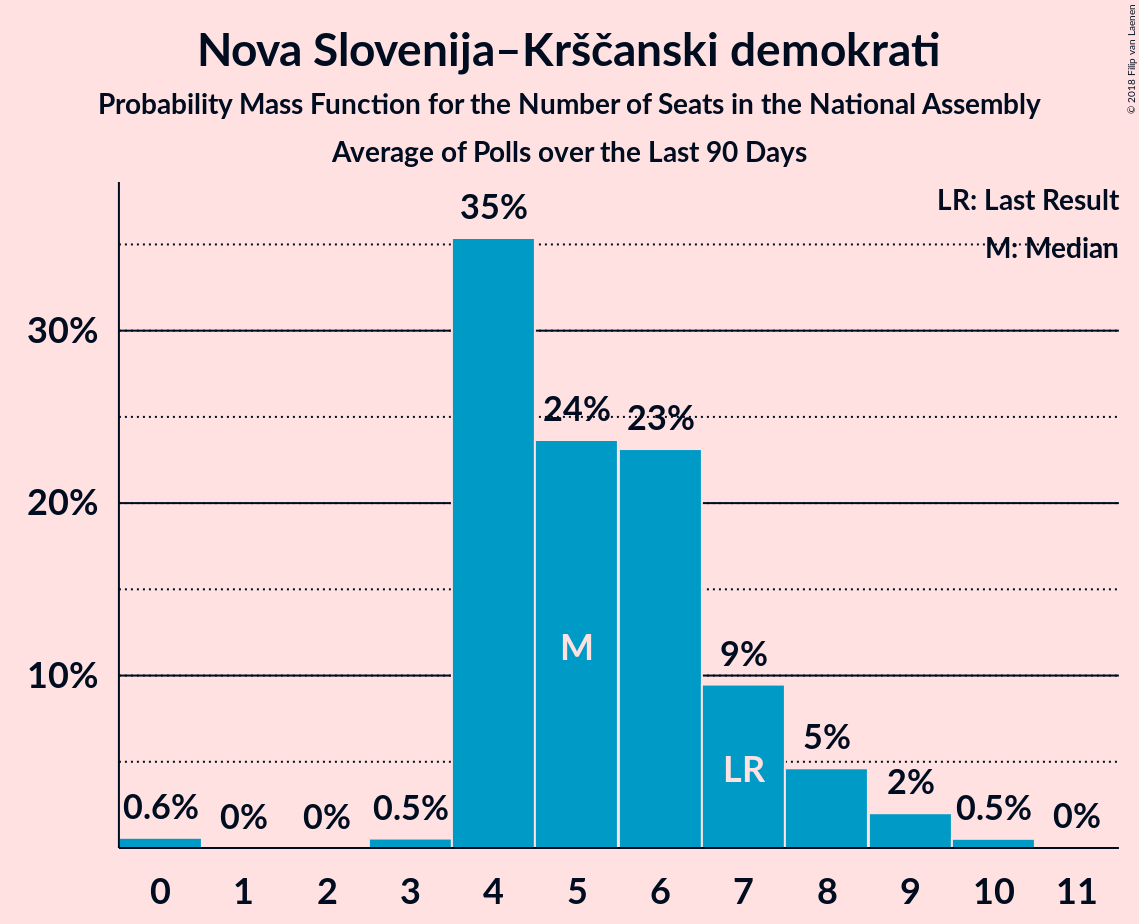 Nova Slovenija–Krščanski demokrati
Probability Mass Function for the Number of Seats in the National Assembly
Average of Polls over the Last 90 Days
© 2018 Filip van Laenen
LR: Last Result
M: Median
35%
30%
24%
23%
20%
M
10%
9%
LR
5%
2%
0.6%
0%
0%
0.5%
0.5%
0%
0 1 2 3 4 5 6 7 8 9 10 11